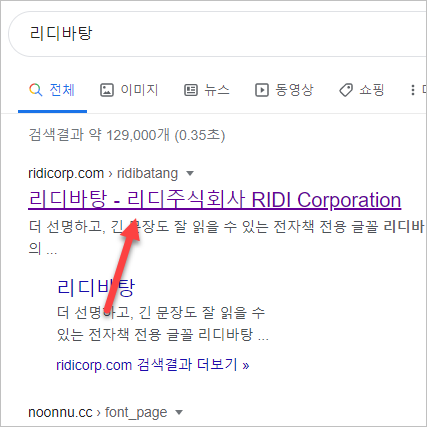 리디바탕
전체 이미지 뉴스 동영상 쇼핑
검색결과 약 129,000개 (0.35초)
ridicorp.com › ridibatang
리디바탕 - 리디주식회사 RIDI Corporation
더 선명하고, 긴 문장도 잘 읽을 수 있는 전자책 전용 글꼴 리디바
의 ...
리디바탕
더 선명하고, 긴 문장도 잘 읽을 수
있는 전자책 전용 글꼴 리디바탕 ...
ridicorp.com 검색결과 더보기 »
noonnu.cc › font_page